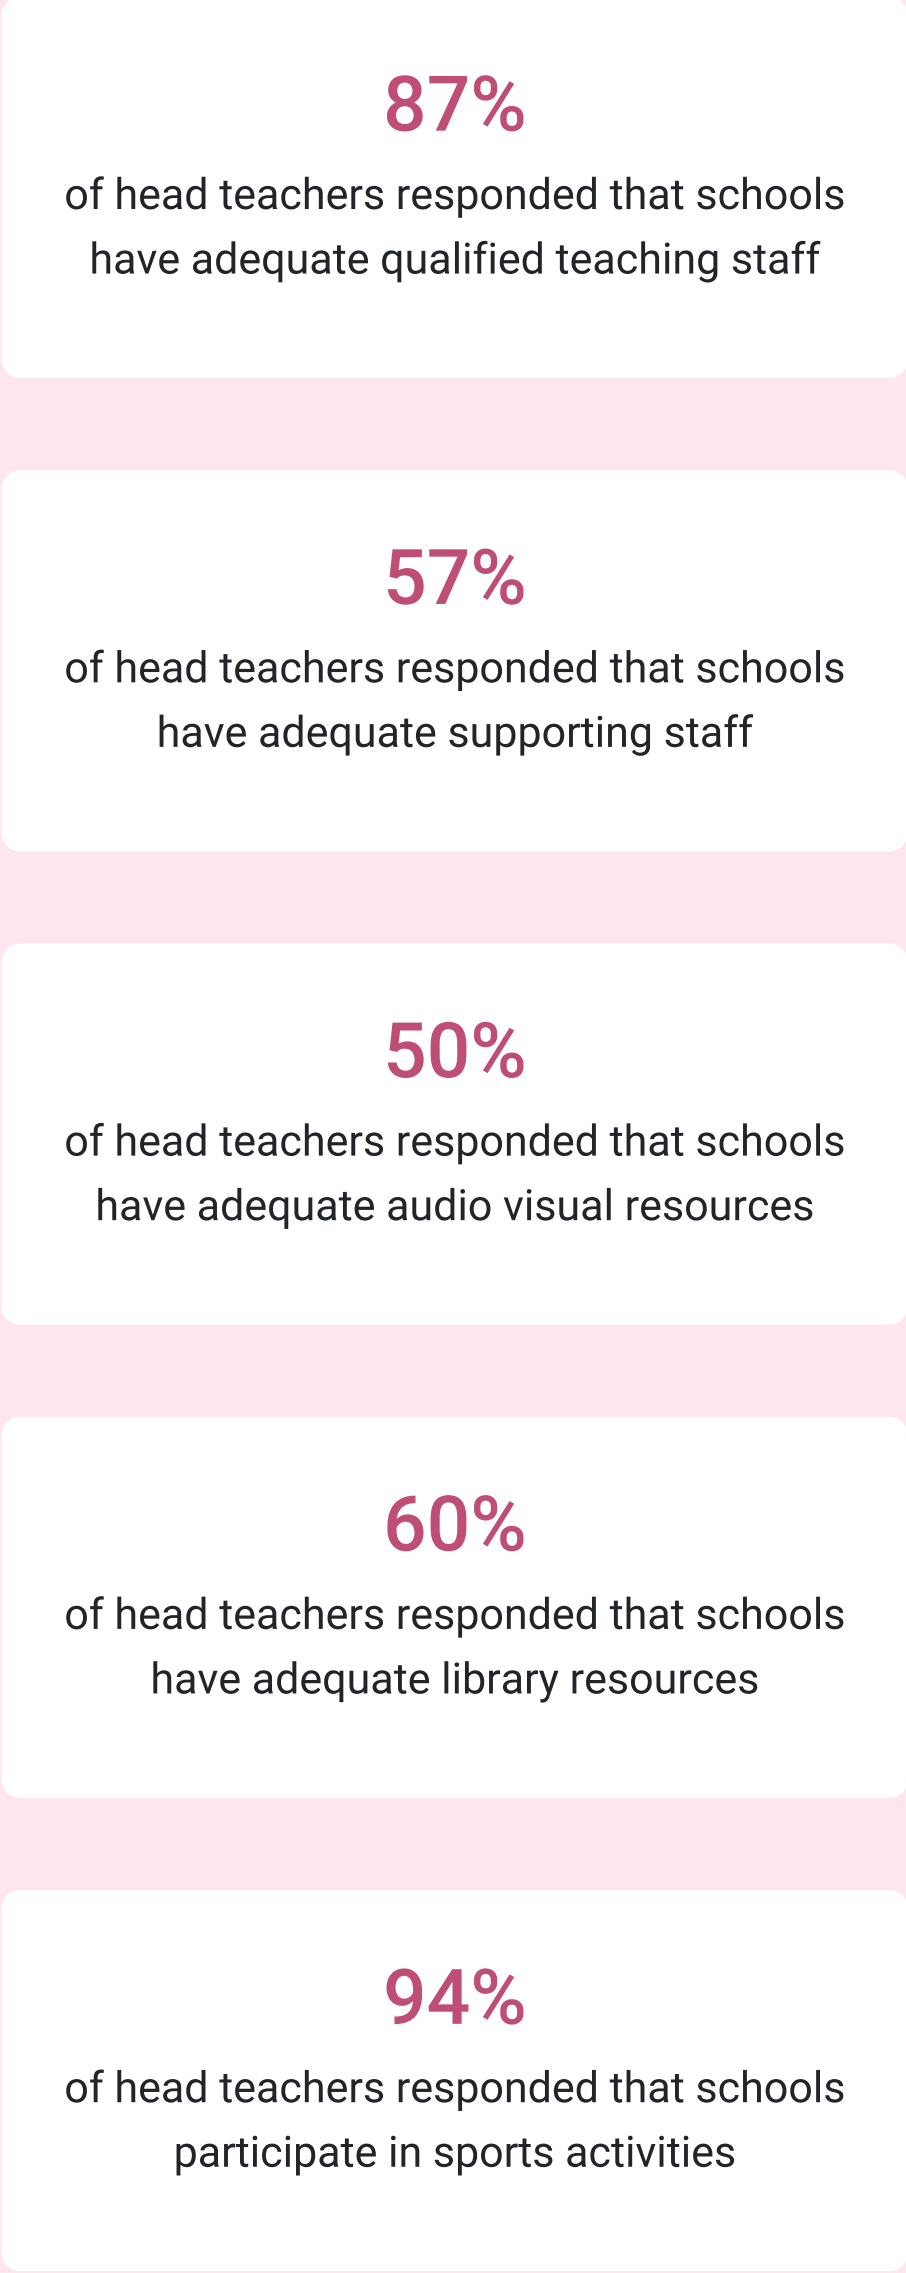 87%
of head teachers responded that schools
have adequate qualified teaching staff
57%
of head teachers responded that schools
have adequate supporting staff
50%
of head teachers responded that schools
have adequate audio visual resources
60%
of head teachers responded that schools
have adequate library resources
94%
of head teachers responded that schools
participate in sports activities